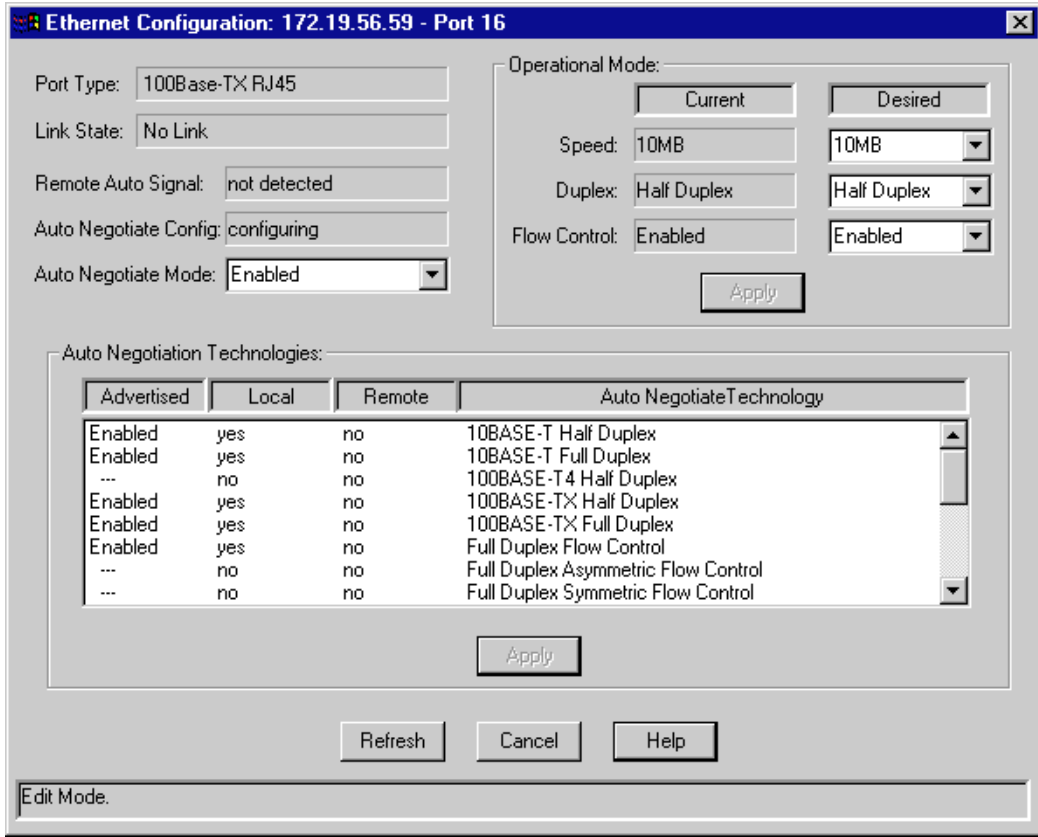 Ethernet Configuration: 172.19.56.59 - Port 16
Port Type: 100Base-TX RJ45
Link State: No Link
Remote Auto Signal: not detected
Auto Negotiate Config: configuring
Auto Negotiate Mode: Enabled
Operational Mode:
Current Desired
Speed: 10MB 10MB
Duplex: Half Duplex Half Duplex
Flow Control: Enabled Enabled
Apply
Auto Negotiation Technologies:
Advertised Local Remote Auto NegotiateTechnology
Enabled yes no 10BASE-T Half Duplex
Enabled yes no 10BASE-T Full Duplex
--- no no 100BASE-T4 Half Duplex
Enabled yes no 100BASE-TX Half Duplex
Enabled yes no 100BASE-TX Full Duplex
Enabled yes no Full Duplex Flow Control
--- no no Full Duplex Asymmetric Flow Control
--- no no Full Duplex Symmetric Flow Control
Apply
Refresh Cancel Help
Edit Mode.